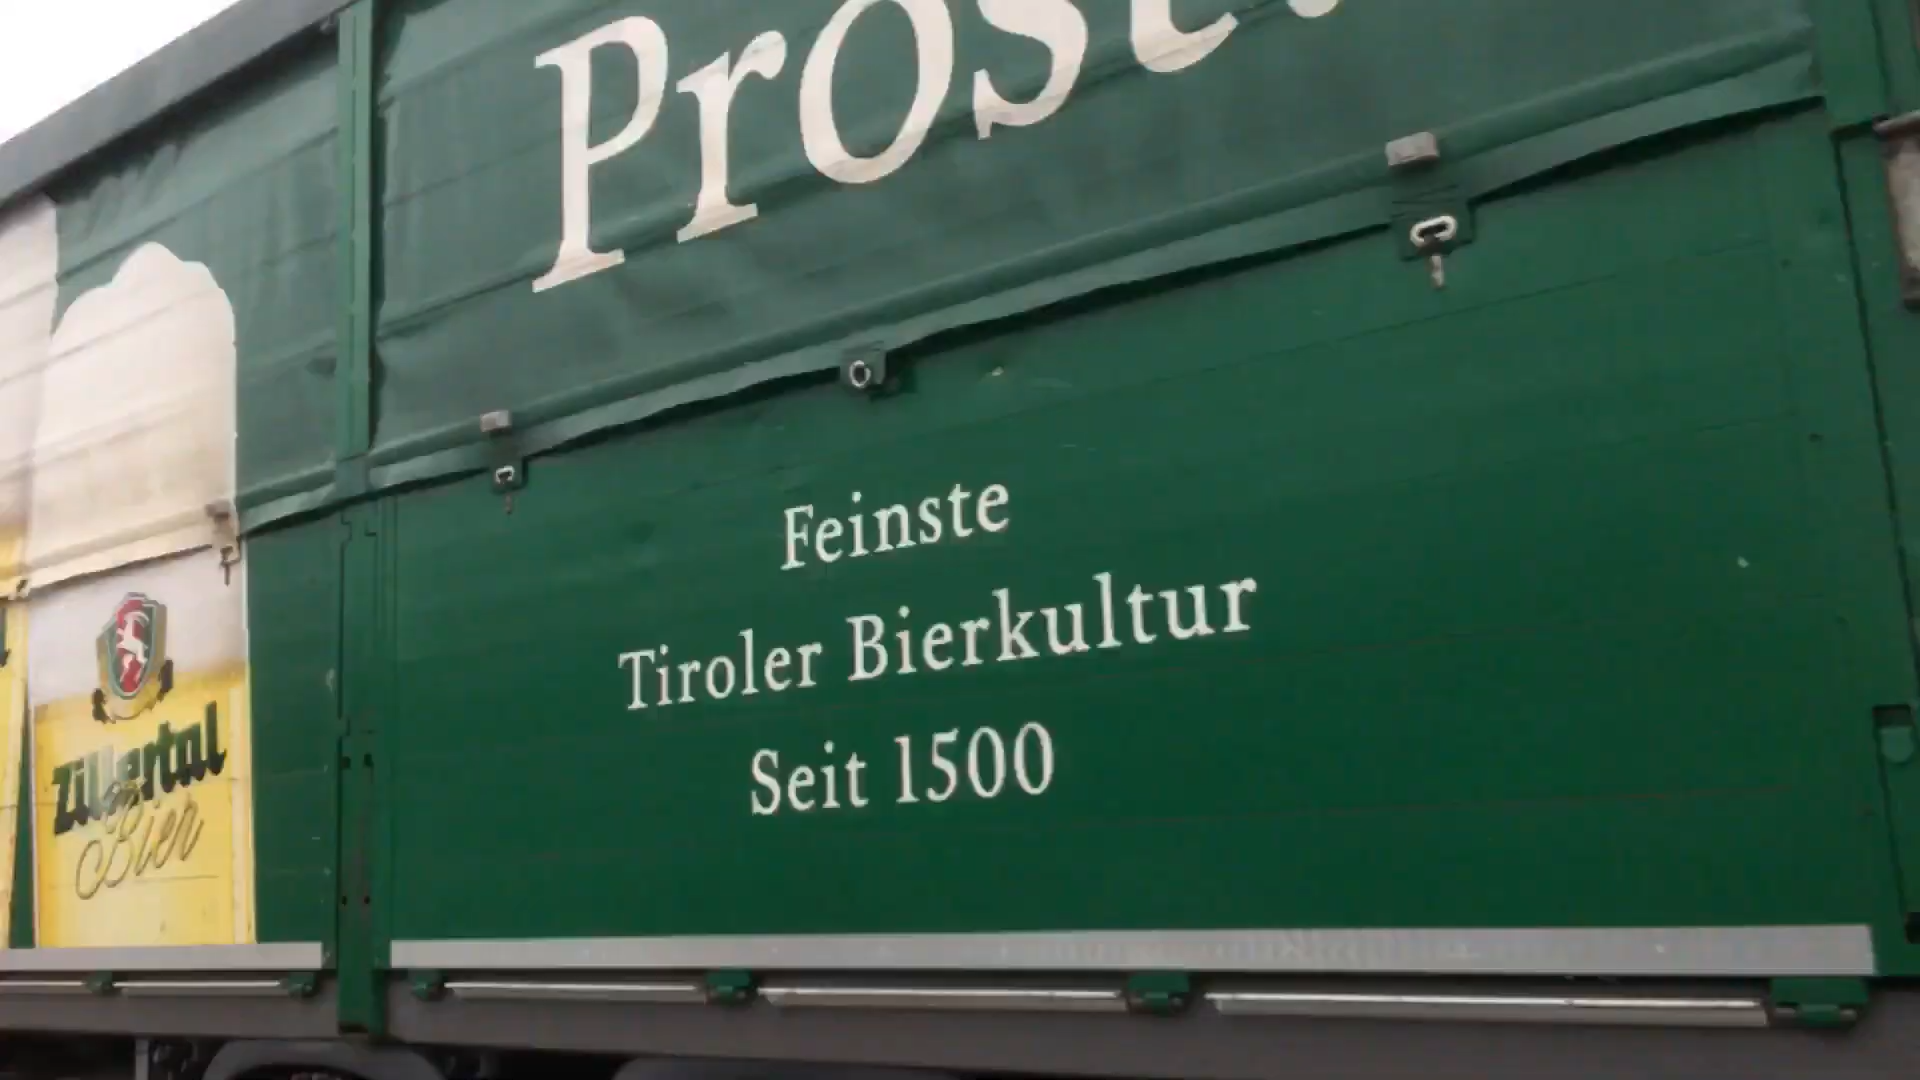 Prost!
Feinste
Tiroler Bierkultur
Seit 1500
Zillertal
Bier